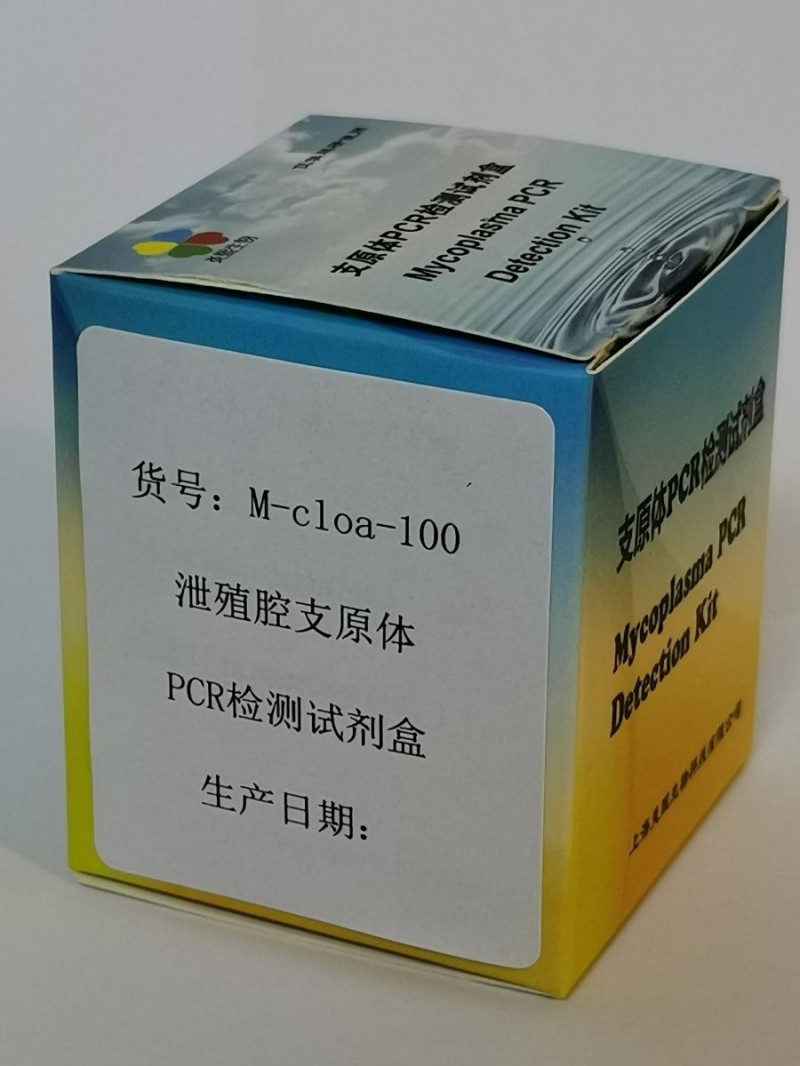 支原体PCR检测试剂盒
Mycoplasma PCR
Detection Kit
货号：M-cloa-100
泄殖腔支原体
PCR检测试剂盒
生产日期：
支原体PCR检测试剂盒
Mycoplasma PCR
Detection Kit